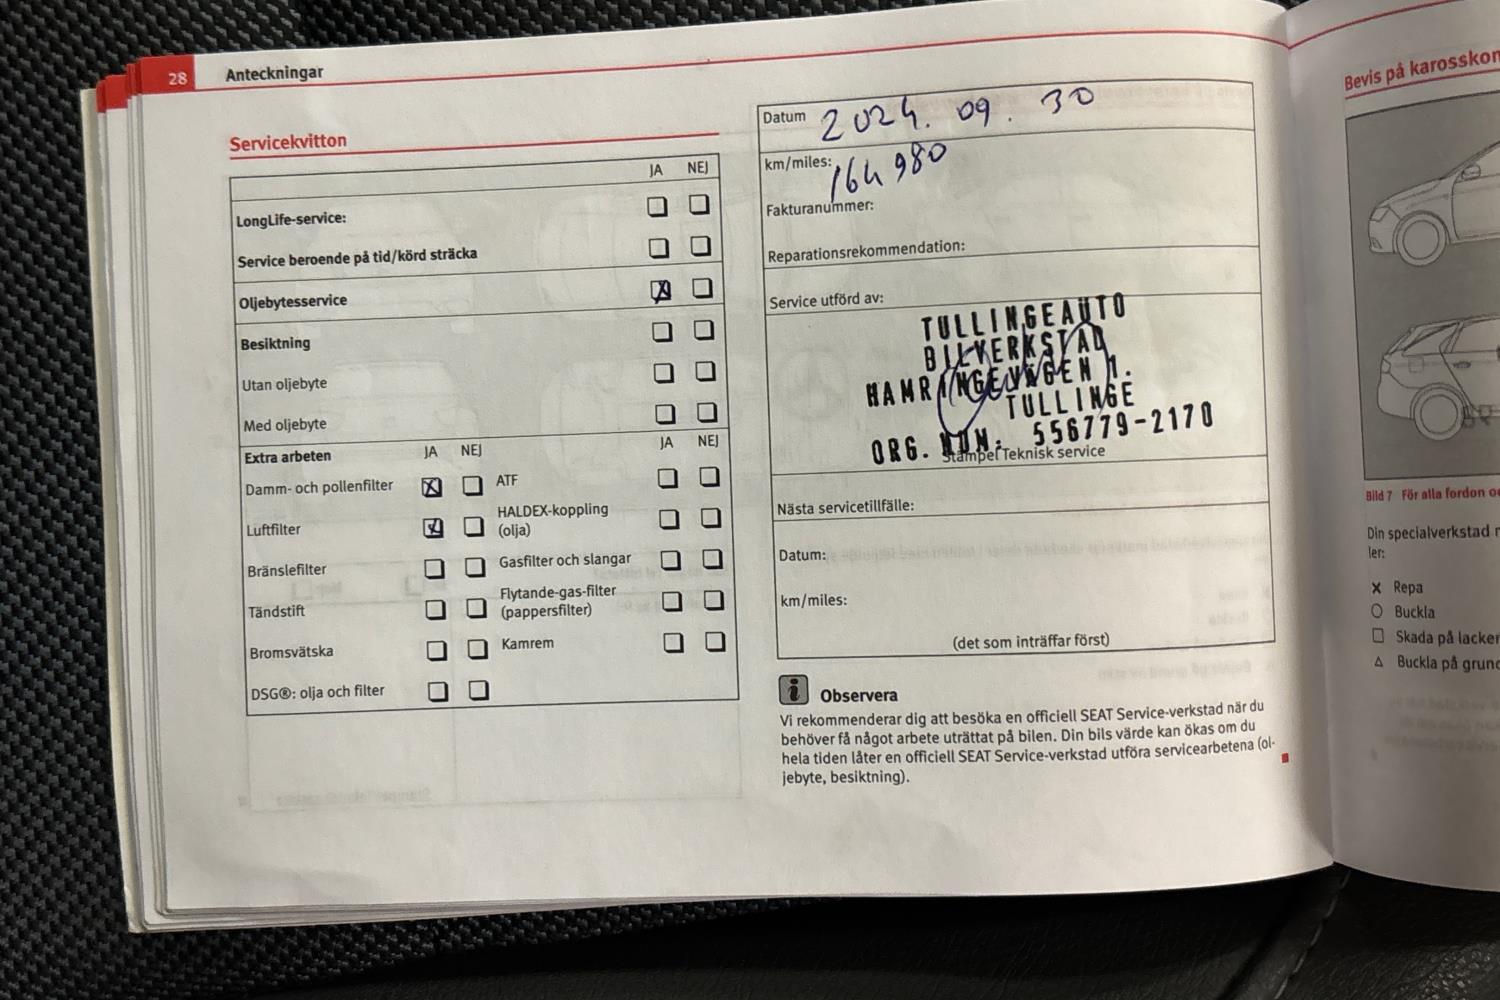 28 Anteckningar
Servicekvitton
JA NEJ
LongLife-service:
Service beroende på tid/körd sträcka
Oljebytesservice
Besiktning
Utan oljebyte
Med oljebyte
Extra arbeten JA NEJ JA NEJ
Damm- och pollenfilter ATF
Luftfilter HALDEX-koppling
(olja)
Bränslefilter Gasfilter och slangar
Tändstift Flytande-gas-filter
(pappersfilter)
Bromsvätska Kamrem
DSG®: olja och filter
Datum 2024. 09. 30
km/miles: 164 980
Fakturanummer:
Reparationsrekommendation:
Service utförd av:
TULLINGEAUTO
BILVERKSTAD
HAMRINGEVÄGEN 1.
TULLINGE
ORG. NUM. 556779-2170
Stämpel Teknisk service
Nästa servicetillfälle:
Datum:
km/miles:
(det som inträffar först)
i Observera
Vi rekommenderar dig att besöka en officiell SEAT Service-verkstad när du
behöver få något arbete uträttat på bilen. Din bils värde kan ökas om du
hela tiden låter en officiell SEAT Service-verkstad utföra servicearbetena (ol-
jebyte, besiktning).
Bevis på karosskon
Bild 7 För alla fordon oc
Din specialverkstad
ler:
Repa
Buckla
Skada på lacker
Buckla på grund